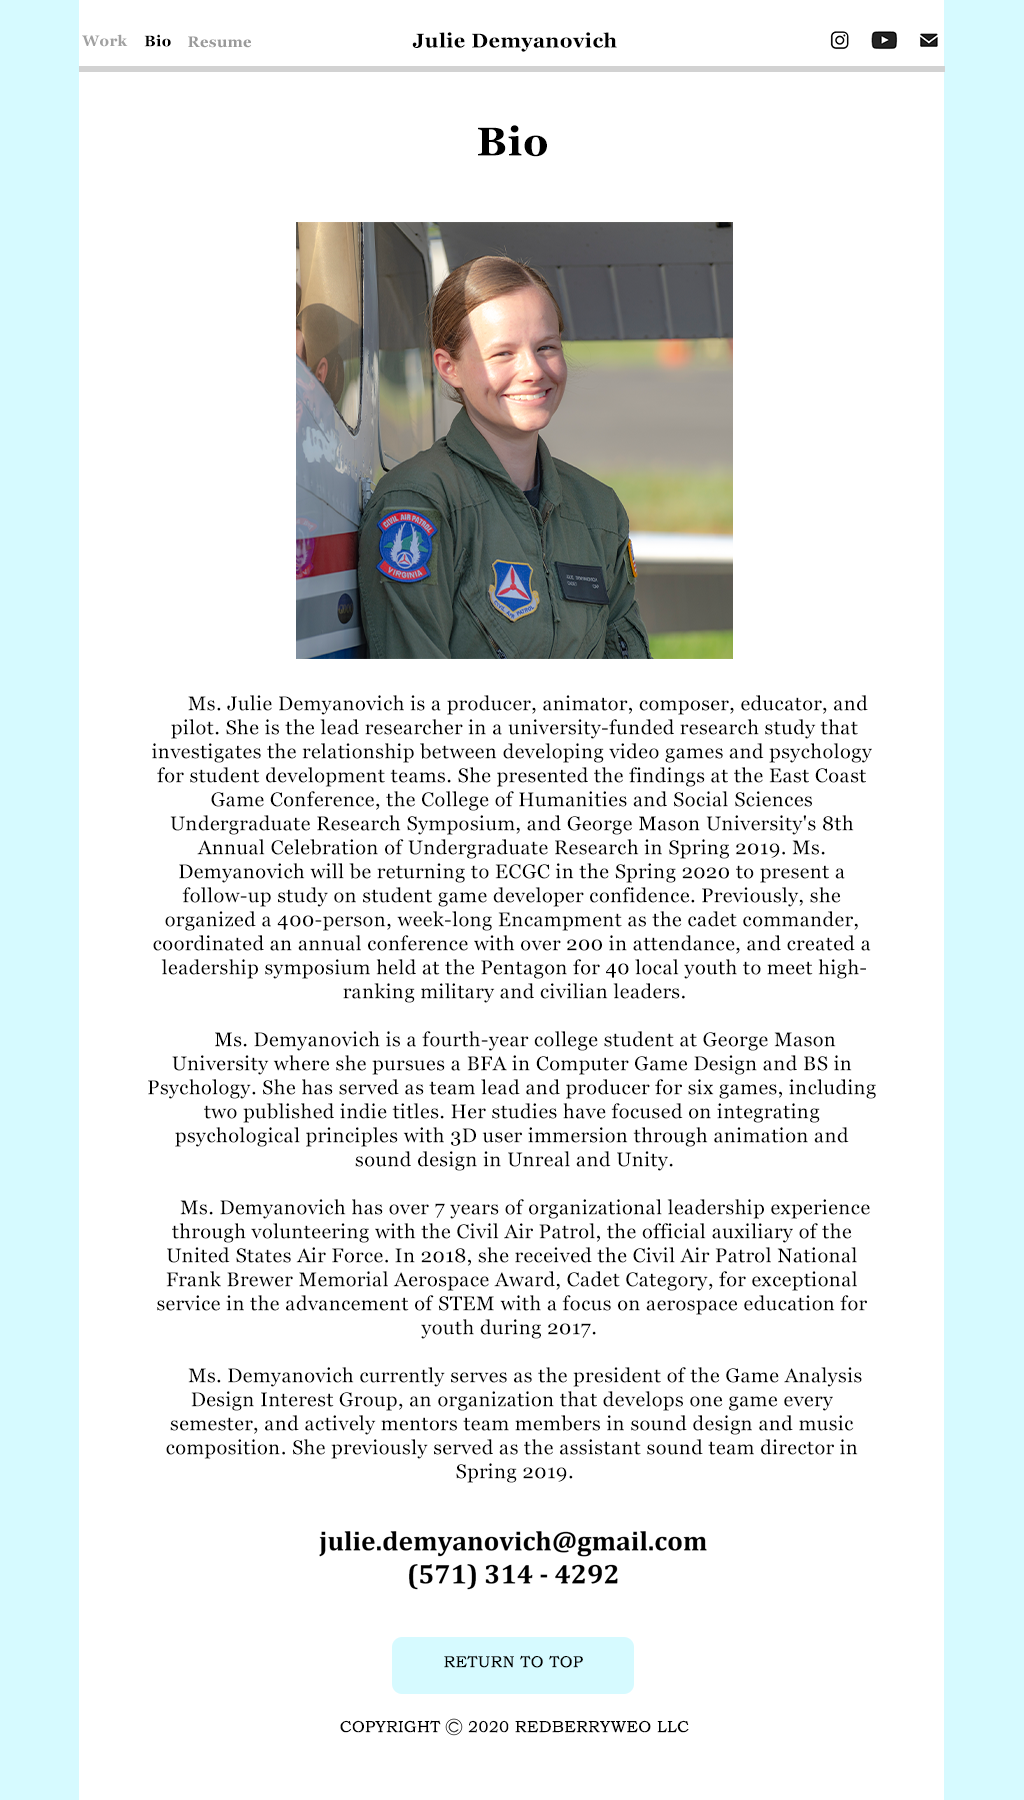 Work Bio Resume Julie Demyanovich
Bio
CIVIL AIR PATROL
VIRGINIA
CIVIL AIR PATROL
JULIE DEMYANOVICH
CADET CAP
Ms. Julie Demyanovich is a producer, animator, composer, educator, and
pilot. She is the lead researcher in a university-funded research study that
investigates the relationship between developing video games and psychology
for student development teams. She presented the findings at the East Coast
Game Conference, the College of Humanities and Social Sciences
Undergraduate Research Symposium, and George Mason University's 8th
Annual Celebration of Undergraduate Research in Spring 2019. Ms.
Demyanovich will be returning to ECGC in the Spring 2020 to present a
follow-up study on student game developer confidence. Previously, she
organized a 400-person, week-long Encampment as the cadet commander,
coordinated an annual conference with over 200 in attendance, and created a
leadership symposium held at the Pentagon for 40 local youth to meet high-
ranking military and civilian leaders.
Ms. Demyanovich is a fourth-year college student at George Mason
University where she pursues a BFA in Computer Game Design and BS in
Psychology. She has served as team lead and producer for six games, including
two published indie titles. Her studies have focused on integrating
psychological principles with 3D user immersion through animation and
sound design in Unreal and Unity.
Ms. Demyanovich has over 7 years of organizational leadership experience
through volunteering with the Civil Air Patrol, the official auxiliary of the
United States Air Force. In 2018, she received the Civil Air Patrol National
Frank Brewer Memorial Aerospace Award, Cadet Category, for exceptional
service in the advancement of STEM with a focus on aerospace education for
youth during 2017.
Ms. Demyanovich currently serves as the president of the Game Analysis
Design Interest Group, an organization that develops one game every
semester, and actively mentors team members in sound design and music
composition. She previously served as the assistant sound team director in
Spring 2019.
julie.demyanovich@gmail.com
(571) 314 - 4292
RETURN TO TOP
COPYRIGHT © 2020 REDBERRYWEO LLC